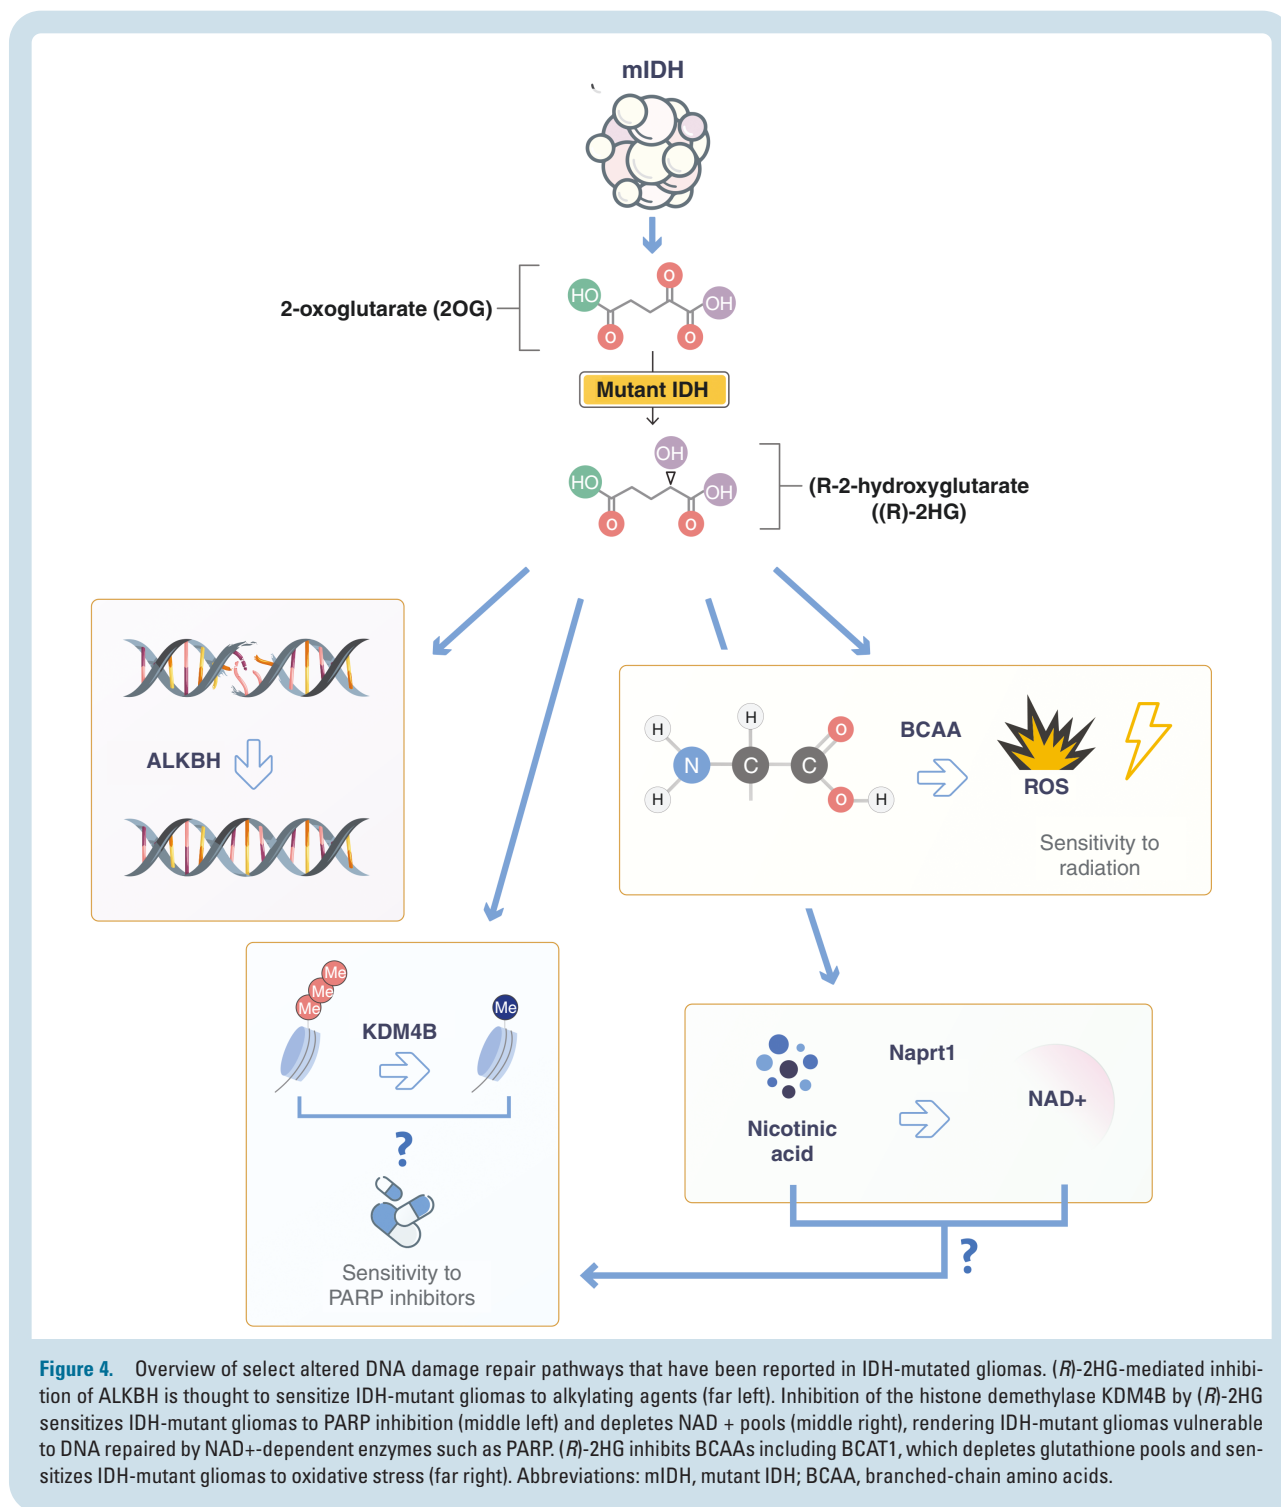 mIDH
2-oxoglutarate (2OG)
O
HO
OH
O
O
Mutant IDH
OH
HO
OH
O
O
(R-2-hydroxyglutarate
((R)-2HG)
ALKBH
H
H
O
BCAA
N
C
C
H
O
H
ROS
Sensitivity to
radiation
Me
Me
Me
KDM4B
Me
?
Sensitivity to
PARP inhibitors
Naprt1
NAD+
Nicotinic
acid
?
Figure 4. Overview of select altered DNA damage repair pathways that have been reported in IDH-mutated gliomas. (R)-2HG-mediated inhibi-
tion of ALKBH is thought to sensitize IDH-mutant gliomas to alkylating agents (far left). Inhibition of the histone demethylase KDM4B by (R)-2HG
sensitizes IDH-mutant gliomas to PARP inhibition (middle left) and depletes NAD + pools (middle right), rendering IDH-mutant gliomas vulnerable
to DNA repaired by NAD+-dependent enzymes such as PARP. (R)-2HG inhibits BCAAs including BCAT1, which depletes glutathione pools and sen-
sitizes IDH-mutant gliomas to oxidative stress (far right). Abbreviations: mIDH, mutant IDH; BCAA, branched-chain amino acids.